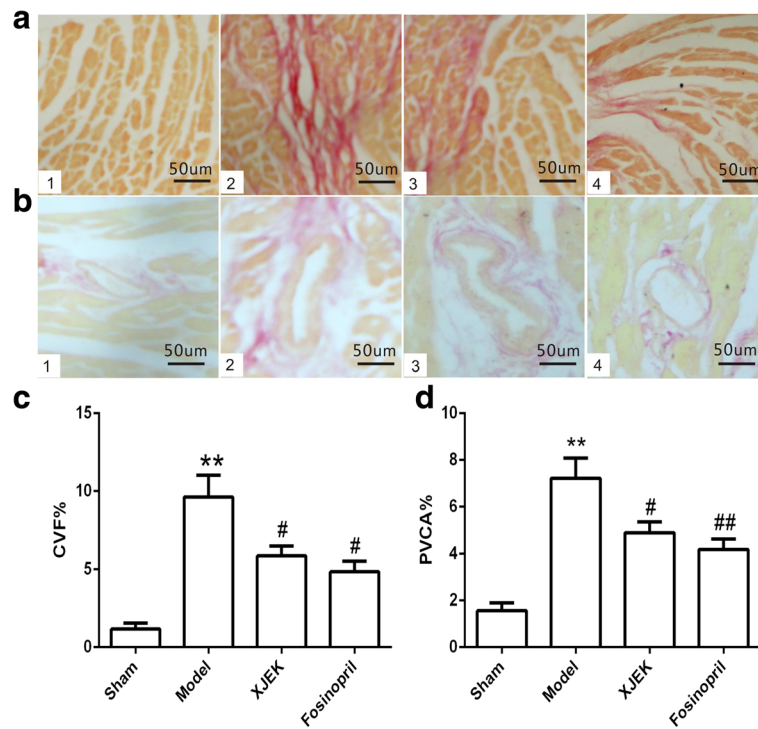 a
50um 50um 50um 50um
1 2 3 4
b
50um 50um 50um 50um
1 2 3 4
c
15
10
5
0
CVF%
**
#
#
Sham Model XJEK Fosinopril
d
10
8
6
4
2
0
PVCA%
**
#
##
Sham Model XJEK Fosinopril